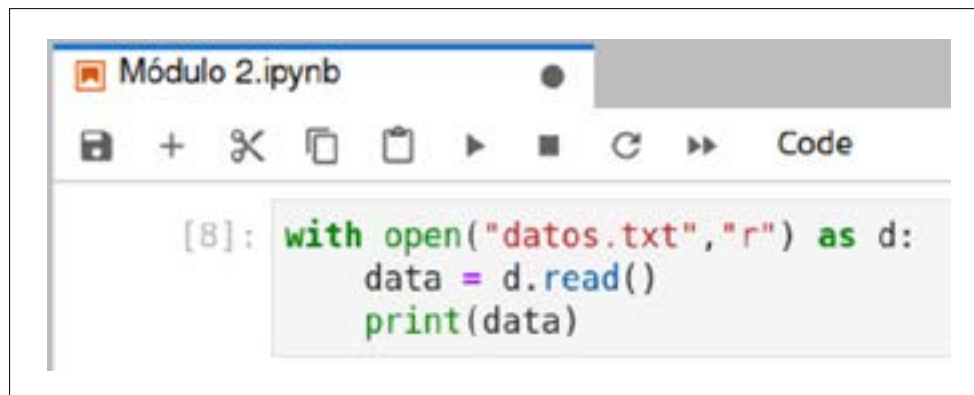 Módulo 2.ipynb
Code
[8]: with open("datos.txt","r") as d:
data = d.read()
print(data)